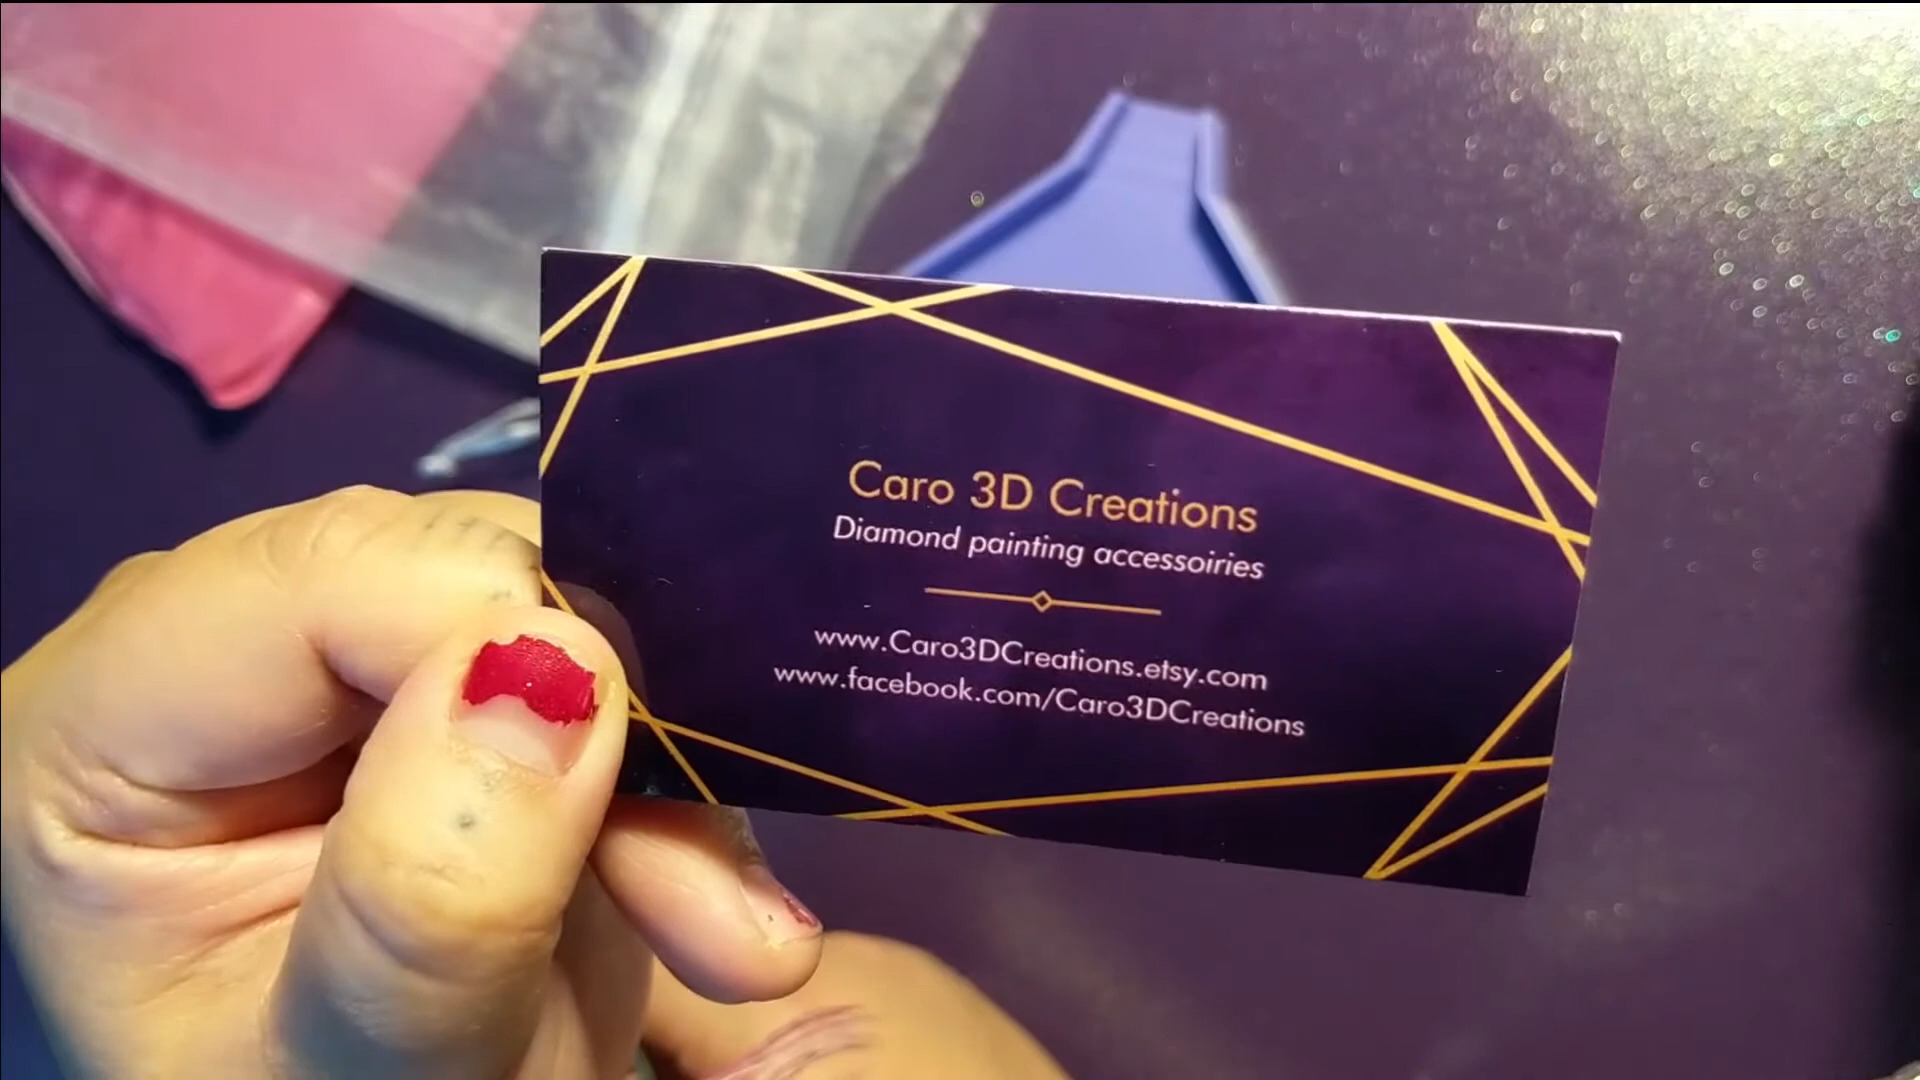 Caro 3D Creations
Diamond painting accessoiries
www.Caro3DCreations.etsy.com
www.facebook.com/Caro3DCreations